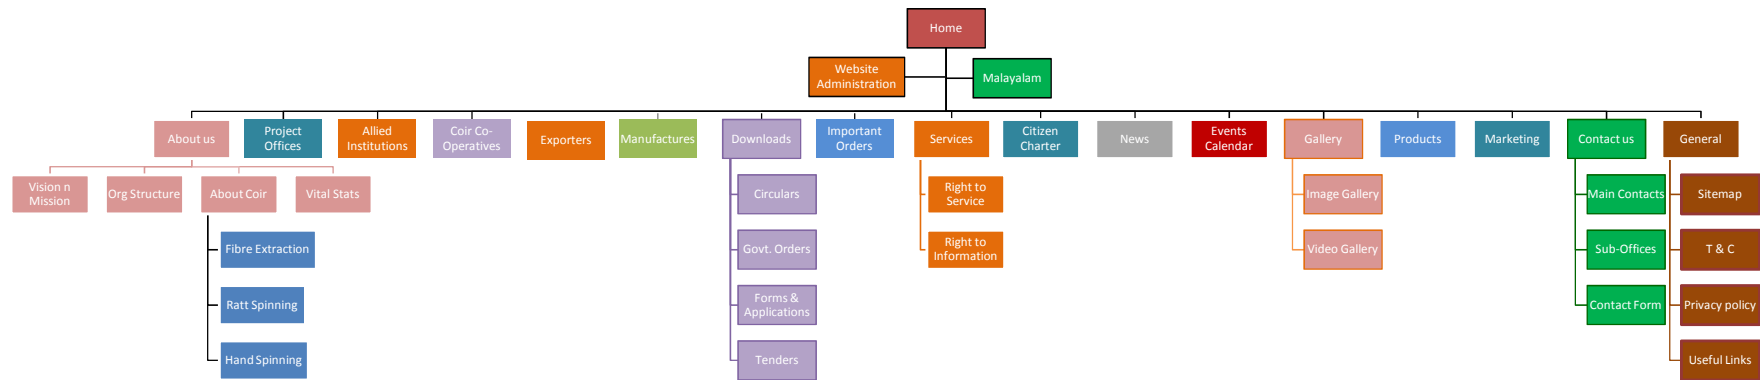 Home
Website
Administration
Malayalam
About us
Project
Offices
Allied
Institutions
Coir Co-
Operatives
Exporters
Manufactures
Downloads
Important
Orders
Services
Citizen
Charter
News
Events
Calendar
Gallery
Products
Marketing
Contact us
General
Vision n
Mission
Org Structure
About Coir
Vital Stats
Fibre Extraction
Ratt Spinning
Hand Spinning
Circulars
Govt. Orders
Forms &
Applications
Tenders
Right to
Service
Right to
Information
Image Gallery
Video Gallery
Main Contacts
Sub-Offices
Contact Form
Sitemap
T & C
Privacy policy
Useful Links